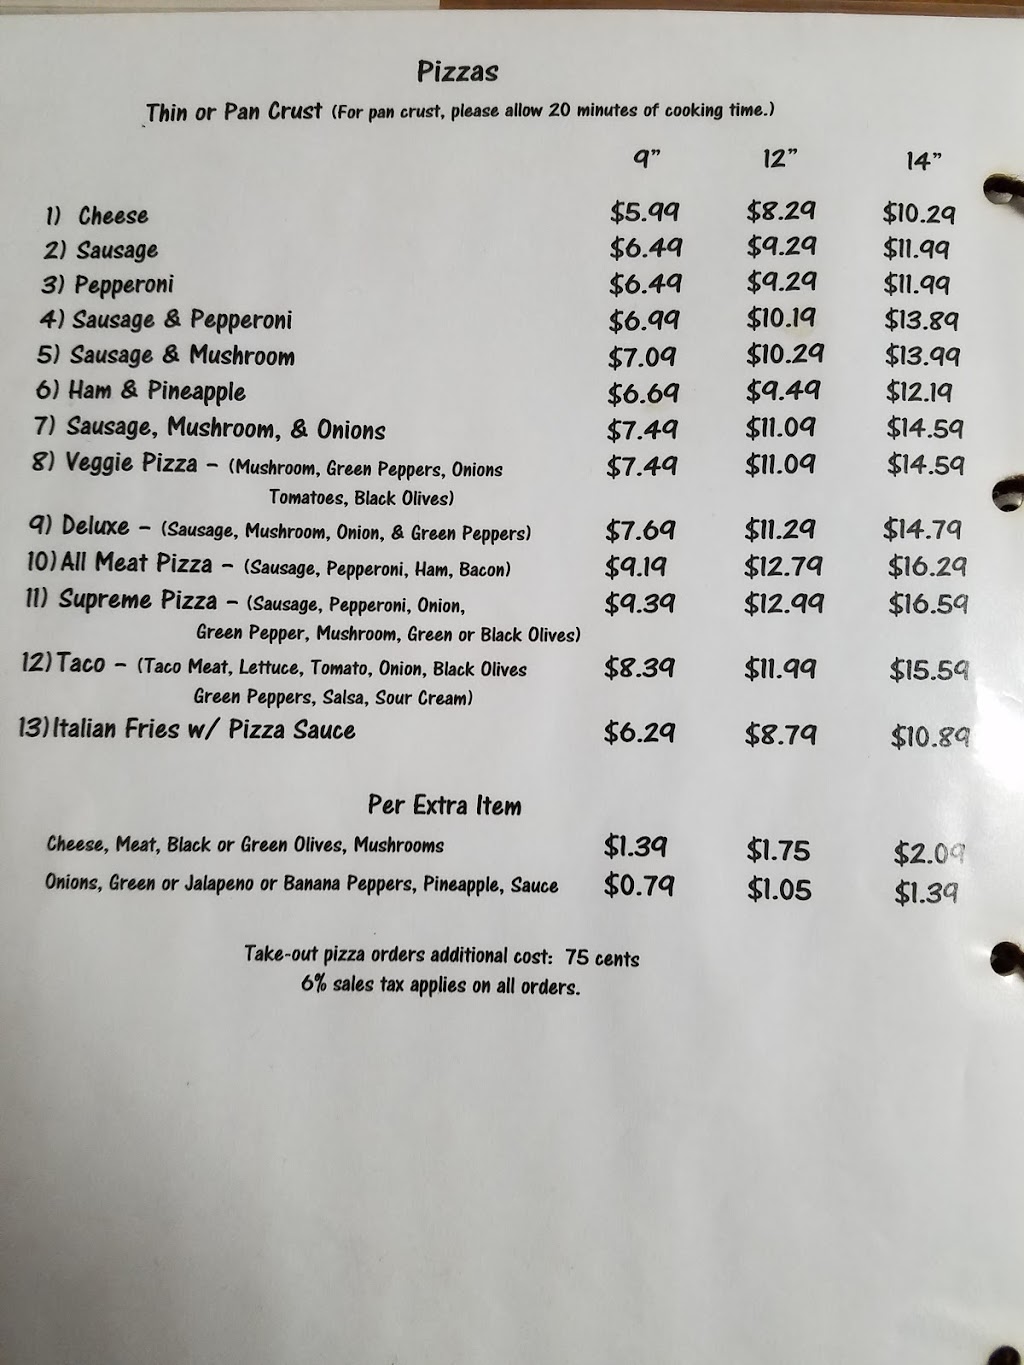 Pizzas
Thin or Pan Crust (For pan crust, please allow 20 minutes of cooking time.)
9" 12" 14"
1) Cheese $5.99 $8.29 $10.29
2) Sausage $6.49 $9.29 $11.99
3) Pepperoni $6.49 $9.29 $11.99
4) Sausage & Pepperoni $6.99 $10.19 $13.89
5) Sausage & Mushroom $7.09 $10.29 $13.99
6) Ham & Pineapple $6.69 $9.49 $12.19
7) Sausage, Mushroom, & Onions $7.49 $11.09 $14.59
8) Veggie Pizza – (Mushroom, Green Peppers, Onions $7.49 $11.09 $14.59
Tomatoes, Black Olives)
9) Deluxe – (Sausage, Mushroom, Onion, & Green Peppers) $7.69 $11.29 $14.79
10) All Meat Pizza – (Sausage, Pepperoni, Ham, Bacon) $9.19 $12.79 $16.29
11) Supreme Pizza – (Sausage, Pepperoni, Onion, $9.39 $12.99 $16.59
Green Pepper, Mushroom, Green or Black Olives)
12) Taco – (Taco Meat, Lettuce, Tomato, Onion, Black Olives $8.39 $11.99 $15.59
Green Peppers, Salsa, Sour Cream)
13) Italian Fries w/ Pizza Sauce $6.29 $8.79 $10.89
Per Extra Item
Cheese, Meat, Black or Green Olives, Mushrooms $1.39 $1.75 $2.09
Onions, Green or Jalapeno or Banana Peppers, Pineapple, Sauce $0.79 $1.05 $1.39
Take-out pizza orders additional cost: 75 cents
6% sales tax applies on all orders.